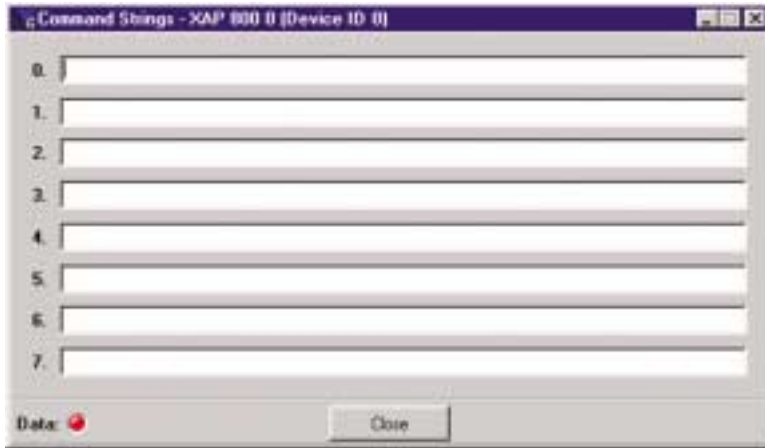 Command Strings - XAP 800 0 (Device ID 0)
0.
1.
2.
3.
4.
5.
6.
7.
Data:
Close